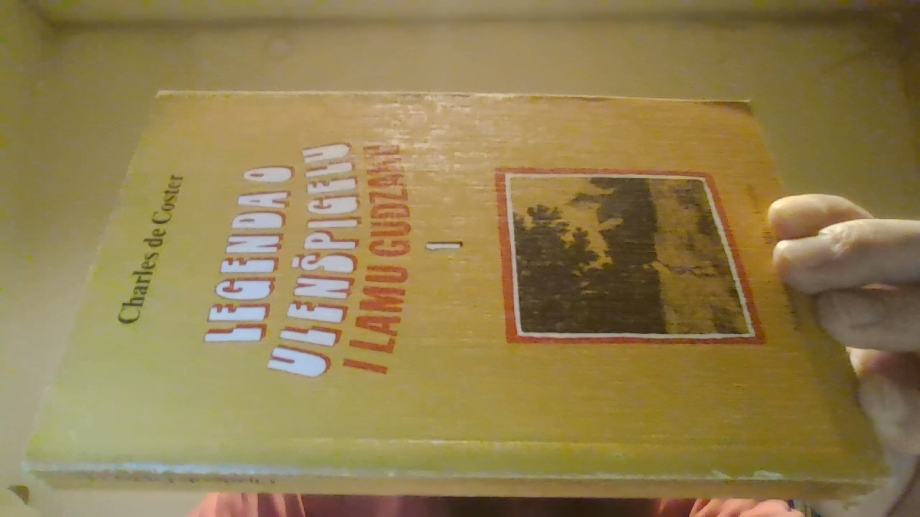 Charles de Coster
LEGENDA O
ULENŠPIGELU
I LAMU GUDZAKU
1